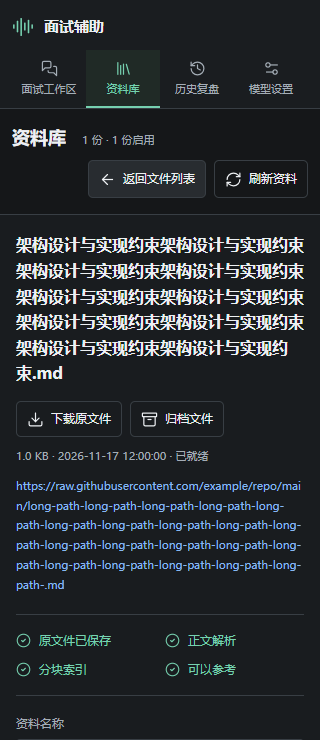 面试辅助
面试工作区
资料库
历史复盘
模型设置
资料库
1 份 · 1 份启用
返回文件列表
刷新资料
架构设计与实现约束架构设计与实现约束
架构设计与实现约束架构设计与实现约束
架构设计与实现约束架构设计与实现约束
架构设计与实现约束架构设计与实现约束
架构设计与实现约束架构设计与实现约
束.md
下载原文件
归档文件
1.0 KB · 2026-11-17 12:00:00 · 已就绪
https://raw.githubusercontent.com/example/repo/mai
n/long-path-long-path-long-path-long-path-long-
path-long-path-long-path-long-path-long-path-long-
path-long-path-long-path-long-path-long-path-long-
path-long-path-long-path-long-path-long-path-long-
path-.md
原文件已保存
正文解析
分块索引
可以参考
资料名称